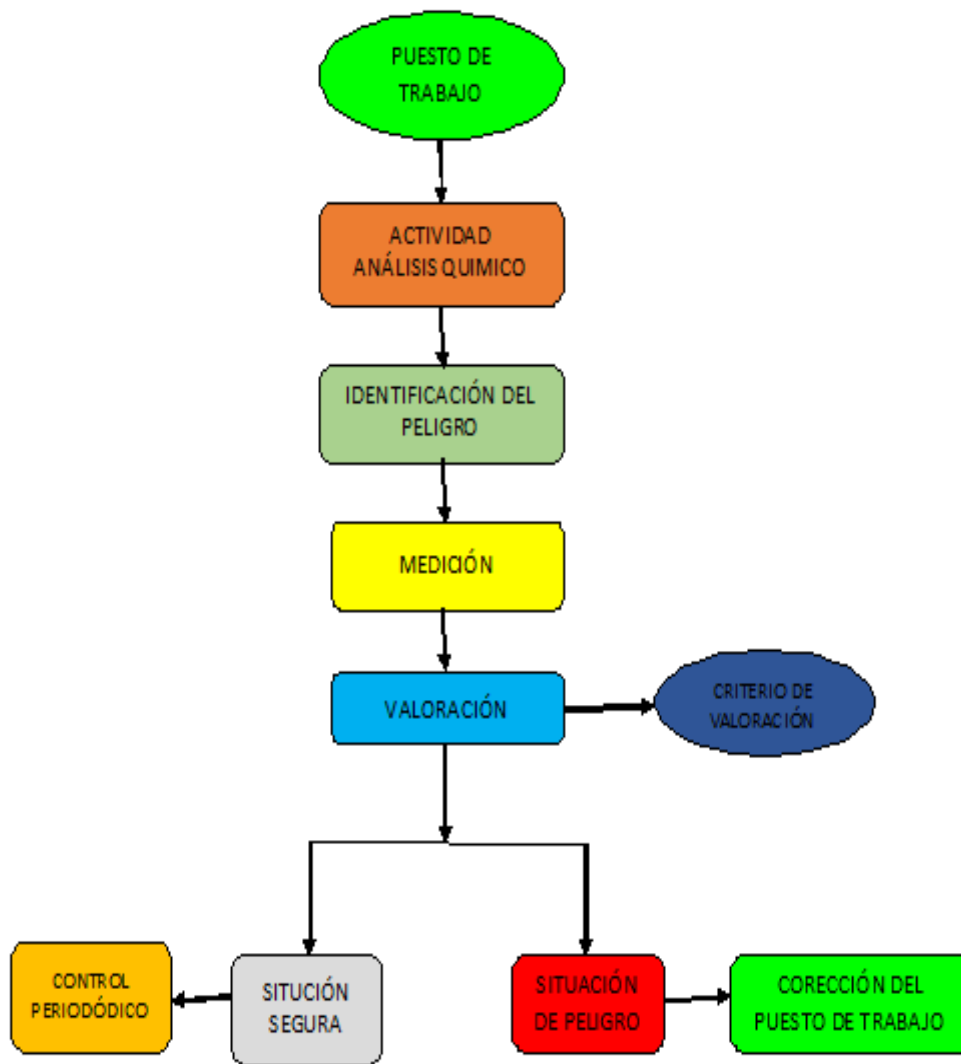 PUESTO DE
TRABAJO
ACTIVIDAD
ANÁLISIS QUIMICO
IDENTIFICACIÓN DEL
PELIGRO
MEDICIÓN
VALORACIÓN
CRITERIO DE
VALORACIÓN
CONTROL
PERIODÓDICO
SITUCIÓN
SEGURA
SITUACIÓN
DE PELIGRO
CORECCIÓN DEL
PUESTO DE TRABAJO